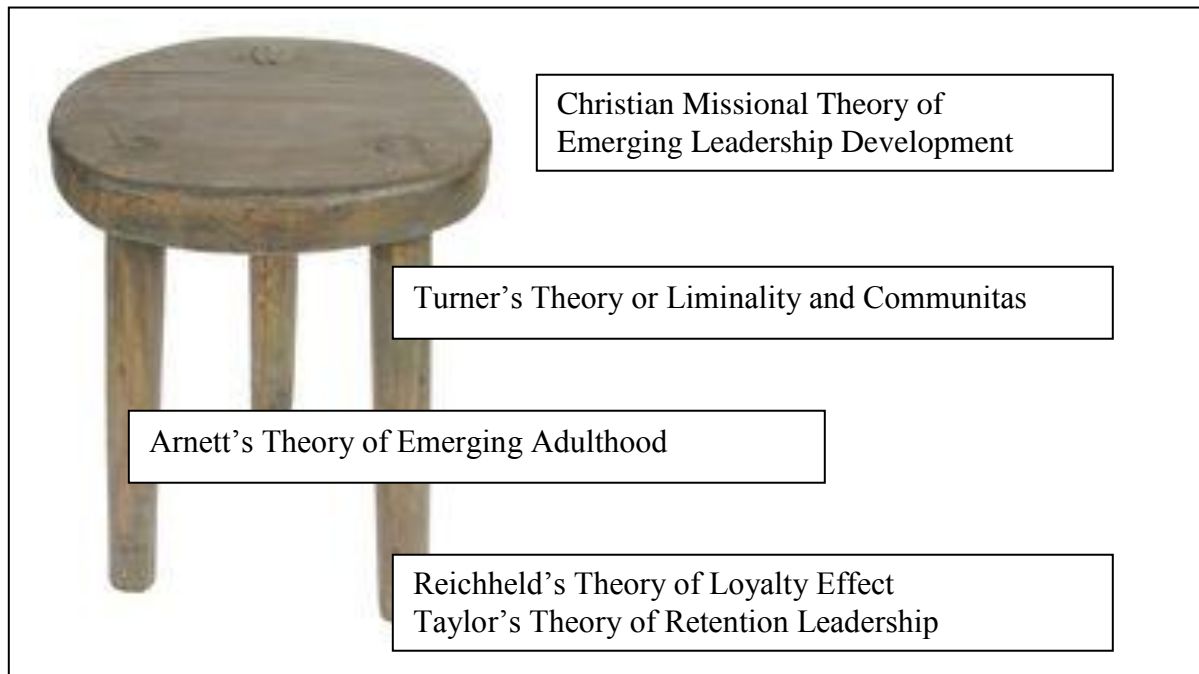 Christian Missional Theory of
Emerging Leadership Development
Turner’s Theory or Liminality and Communitas
Arnett’s Theory of Emerging Adulthood
Reichheld’s Theory of Loyalty Effect
Taylor’s Theory of Retention Leadership